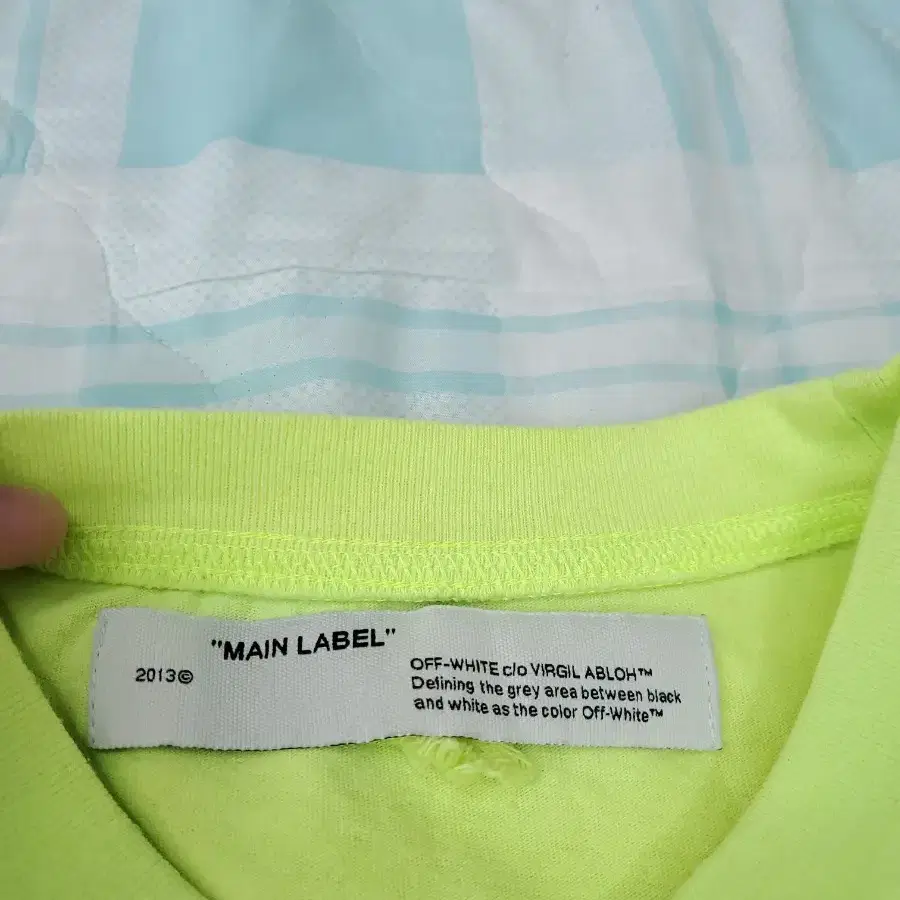 "MAIN LABEL"
2013©
OFF-WHITE c/o VIRGIL ABLOH™
Defining the grey area between black
and white as the color Off-White™